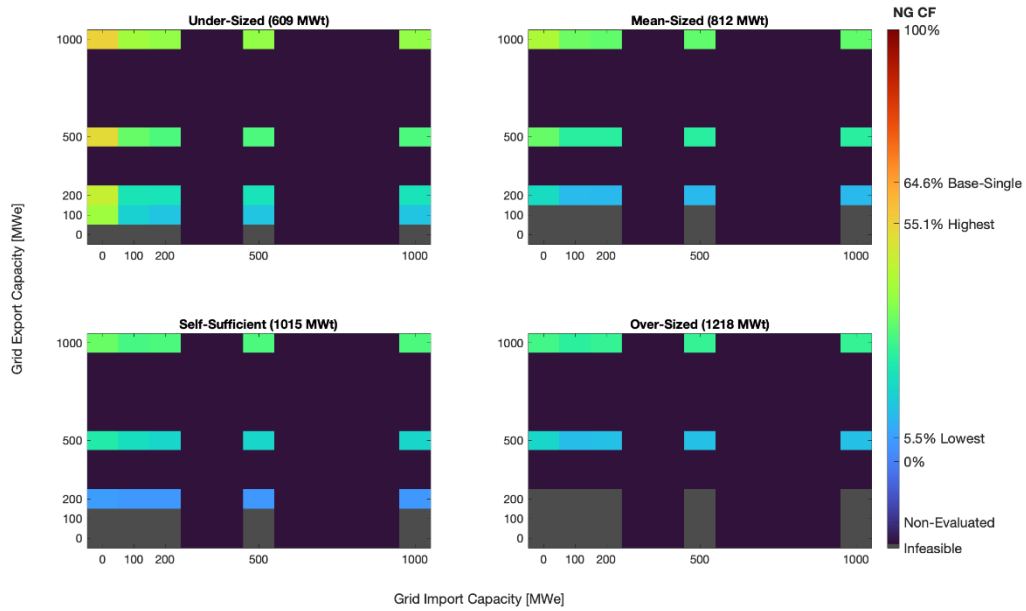 Under-Sized (609 MWt)
1000
500
200
100
0
0 100 200 500 1000
Mean-Sized (812 MWt)
1000
500
200
100
0
0 100 200 500 1000
Self-Sufficient (1015 MWt)
1000
500
200
100
0
0 100 200 500 1000
Over-Sized (1218 MWt)
1000
500
200
100
0
0 100 200 500 1000
Grid Export Capacity [MWe]
Grid Import Capacity [MWe]
NG CF
100%
64.6% Base-Single
55.1% Highest
5.5% Lowest
0%
Non-Evaluated
Infeasible